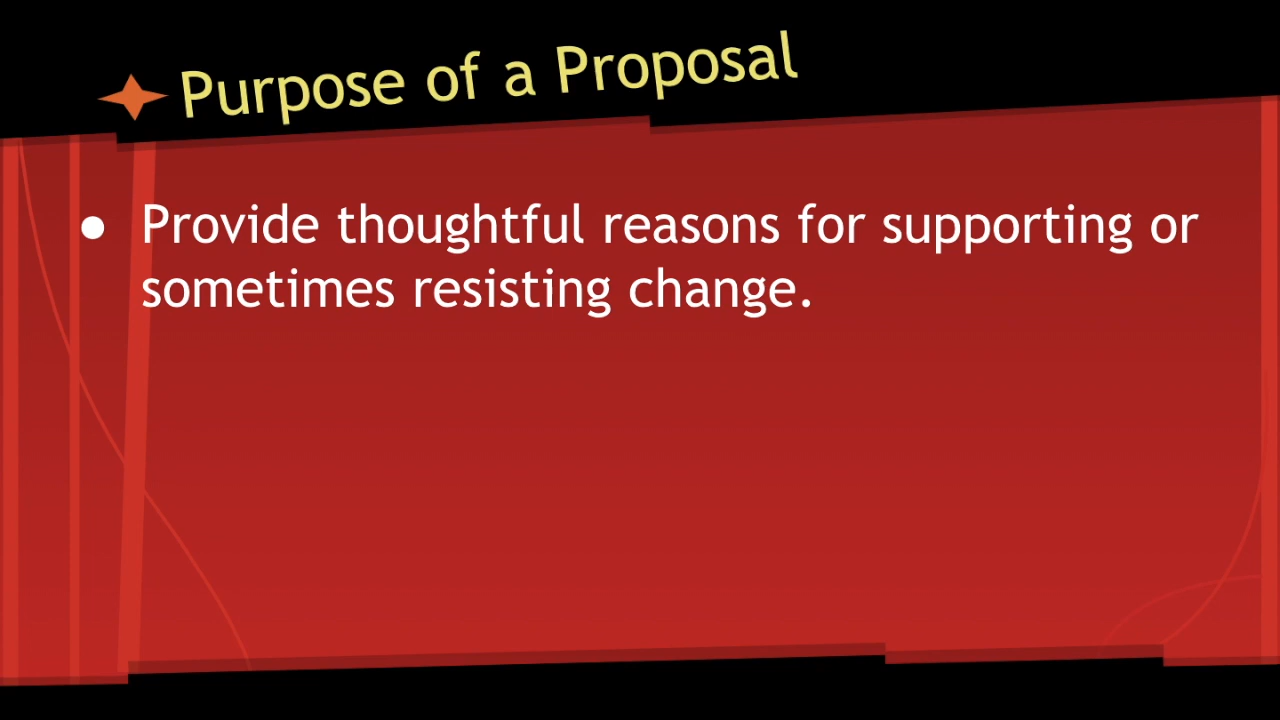 Purpose of a Proposal
● Provide thoughtful reasons for supporting or
sometimes resisting change.